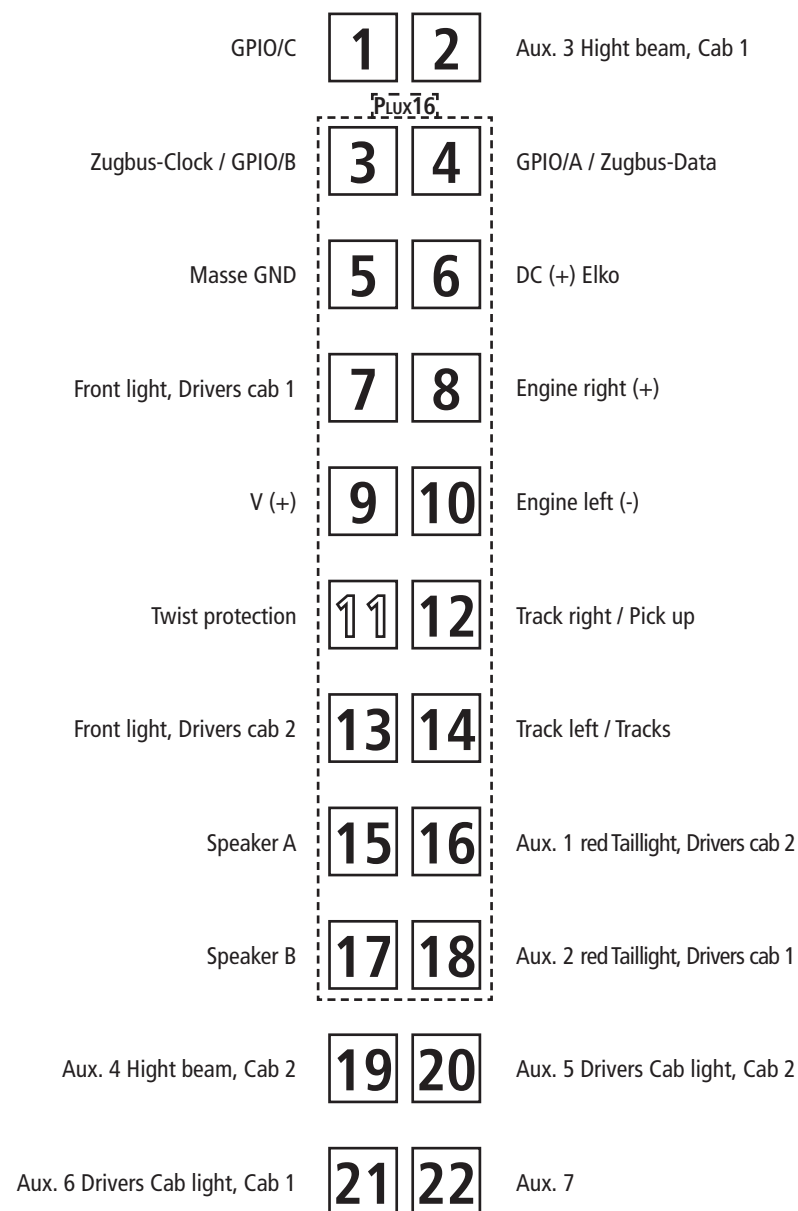 GPIO/C 1 2 Aux. 3 Hight beam, Cab 1
PLUX16
Zugbus-Clock / GPIO/B 3 4 GPIO/A / Zugbus-Data
Masse GND 5 6 DC (+) Elko
Front light, Drivers cab 1 7 8 Engine right (+)
V (+) 9 10 Engine left (-)
Twist protection 11 12 Track right / Pick up
Front light, Drivers cab 2 13 14 Track left / Tracks
Speaker A 15 16 Aux. 1 red Taillight, Drivers cab 2
Speaker B 17 18 Aux. 2 red Taillight, Drivers cab 1
Aux. 4 Hight beam, Cab 2 19 20 Aux. 5 Drivers Cab light, Cab 2
Aux. 6 Drivers Cab light, Cab 1 21 22 Aux. 7